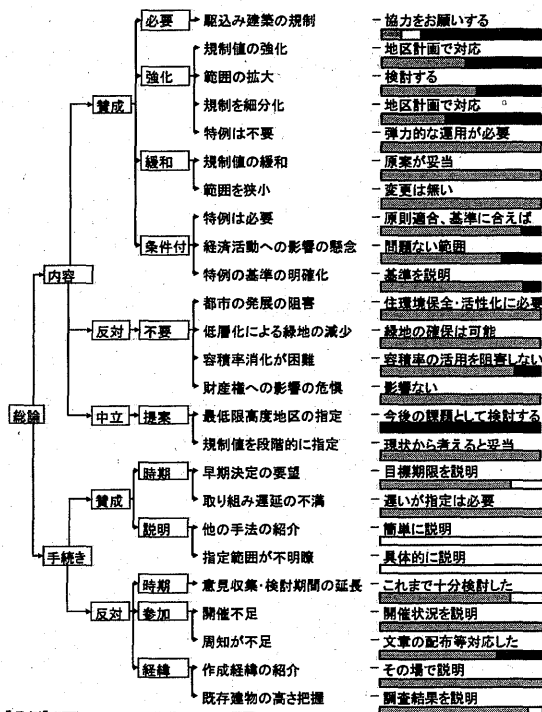 必要 駆込み建築の規制 － 協力をお願いする
規制値の強化 － 地区計画で対応
強化 範囲の拡大 － 検討する
賛成 規制を細分化 － 地区計画で対応
特例は不要 － 弾力的な運用が必要
緩和 規制値の緩和 － 原案が妥当
範囲を狭小 － 変更は無い
特例は必要 － 原則適合、基準に合えば
条件付 経済活動への影響の懸念 － 問題ない範囲
内容 特例の基準の明確化 － 基準を説明
都市の発展の阻害 － 住環境保全・活性化に必要
反対 不要 低層化による緑地の減少 － 緑地の確保は可能
容積率消化が困難 － 容積率の活用を阻害しない
財産権への影響の危惧 － 影響ない
総論 中立 提案 最低限高度地区の指定 － 今後の課題として検討する
規制値を段階的に指定 － 現状から考えると妥当
時期 早期決定の要望 － 目標期限を説明
賛成 取り組み遅延の不満 － 遅いが指定は必要
説明 他の手法の紹介 － 簡単に説明
手続き 指定範囲が不明瞭 － 具体的に説明
時期 意見収集・検討期間の延長 － これまで十分検討した
反対 参加 開催不足 － 開催状況を説明
周知が不足 － 文章の配布等対応した
経緯 作成経緯の紹介 － その場で説明
既存建物の高さ把握 － 調査結果を説明